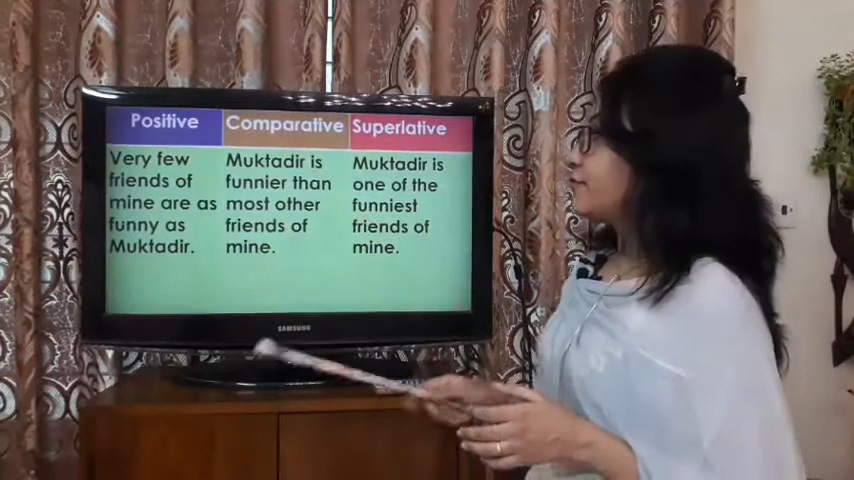 Positive
Comparative
Superlative
Very few
friends of
mine are as
funny as
Muktadir.
Muktadir is
funnier than
most of other
friends of
mine.
Muktadir is
one of the
funniest
friends of
mine.
SAMSUNG